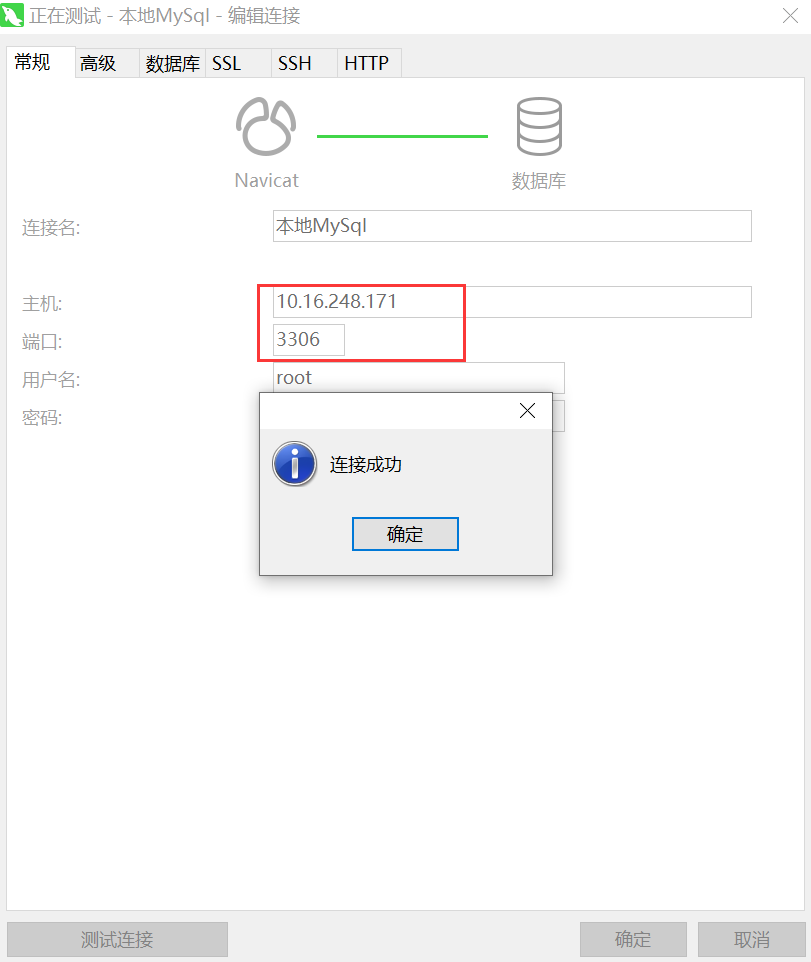 正在测试 - 本地MySql - 编辑连接
常规 高级 数据库 SSL SSH HTTP
Navicat 数据库
连接名: 本地MySql
主机: 10.16.248.171
端口: 3306
用户名: root
密码:
连接成功
确定
测试连接 确定 取消